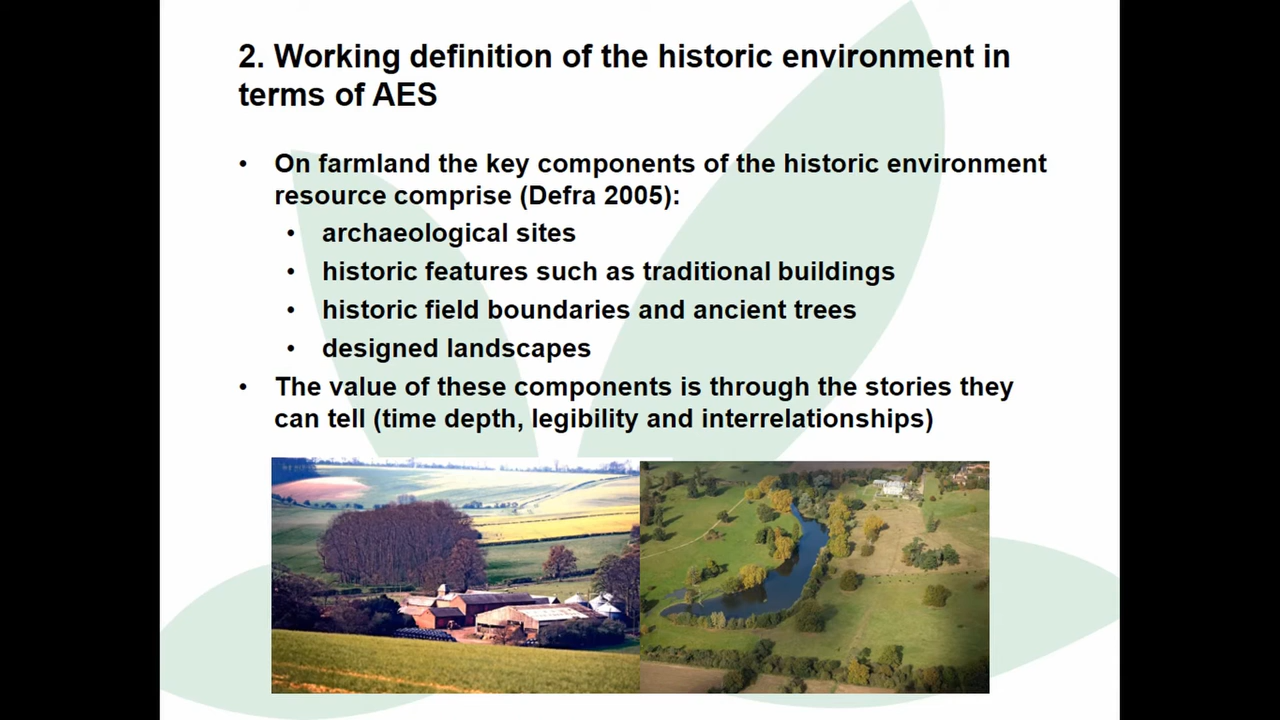 2. Working definition of the historic environment in
terms of AES
• On farmland the key components of the historic environment
resource comprise (Defra 2005):
• archaeological sites
• historic features such as traditional buildings
• historic field boundaries and ancient trees
• designed landscapes
• The value of these components is through the stories they
can tell (time depth, legibility and interrelationships)